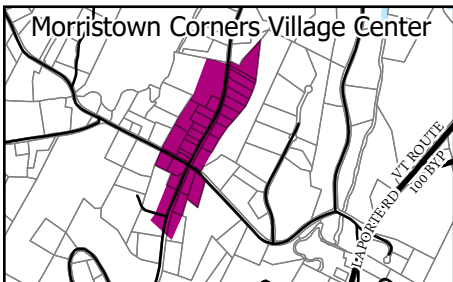 Morristown Corners Village Center
VT ROUTE
100 BYP
LAPORTE RD